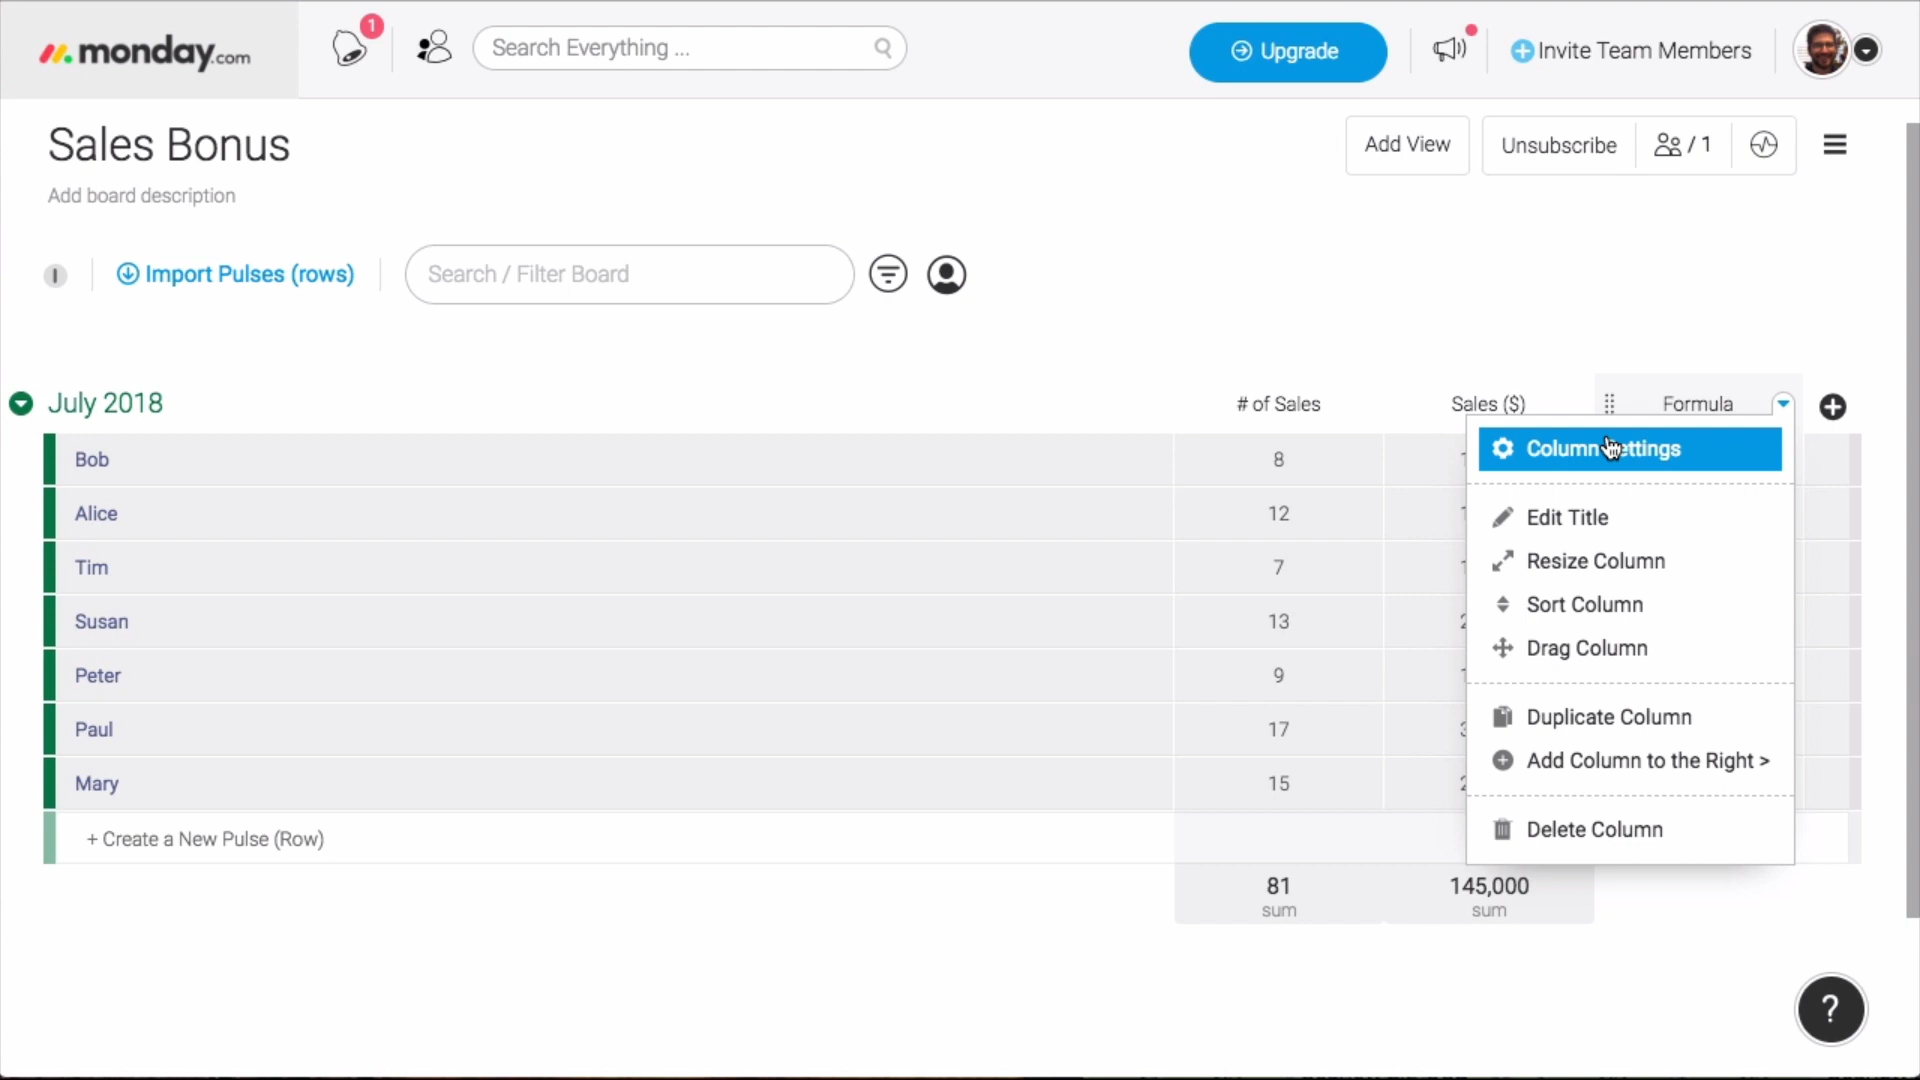 monday.com
1
Search Everything ...
Upgrade
Invite Team Members
Sales Bonus
Add board description
Add View
Unsubscribe
/ 1
Import Pulses (rows)
Search / Filter Board
July 2018
# of Sales
Sales ($)
Formula
Bob
8
Alice
12
Tim
7
Susan
13
Peter
9
Paul
17
Mary
15
+ Create a New Pulse (Row)
81
sum
145,000
sum
Column Settings
Edit Title
Resize Column
Sort Column
Drag Column
Duplicate Column
Add Column to the Right >
Delete Column
?